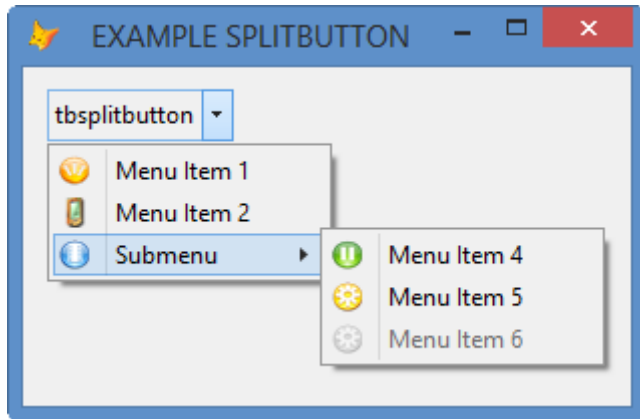 EXAMPLE SPLITBUTTON
tbsplitbutton
Menu Item 1
Menu Item 2
Submenu
Menu Item 4
Menu Item 5
Menu Item 6